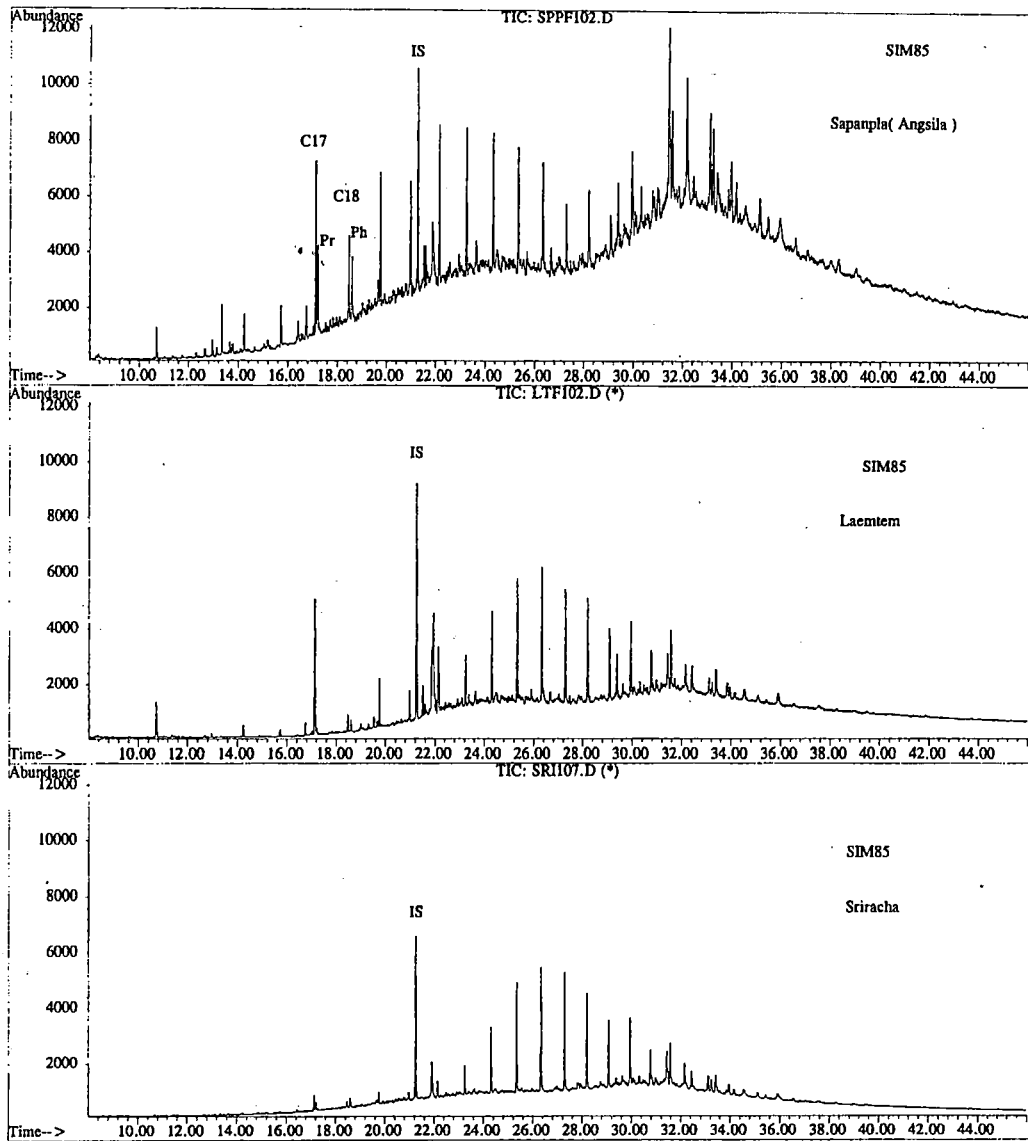 Abundance
TIC: SPPF102.D
12000
IS
SIM85
10000
Sapanpla( Angsila )
8000
C17
6000
C18
4000
Pr
Ph
2000
Time-->
10.00 12.00 14.00 16.00 18.00 20.00 22.00 24.00 26.00 28.00 30.00 32.00 34.00 36.00 38.00 40.00 42.00 44.00
Abundance
TIC: LTF102.D (*)
12000
IS
10000
SIM85
8000
Laemtem
6000
4000
2000
Time-->
10.00 12.00 14.00 16.00 18.00 20.00 22.00 24.00 26.00 28.00 30.00 32.00 34.00 36.00 38.00 40.00 42.00 44.00
Abundance
TIC: SRI107.D (*)
12000
10000
SIM85
8000
Sriracha
IS
6000
4000
2000
Time-->
10.00 12.00 14.00 16.00 18.00 20.00 22.00 24.00 26.00 28.00 30.00 32.00 34.00 36.00 38.00 40.00 42.00 44.00